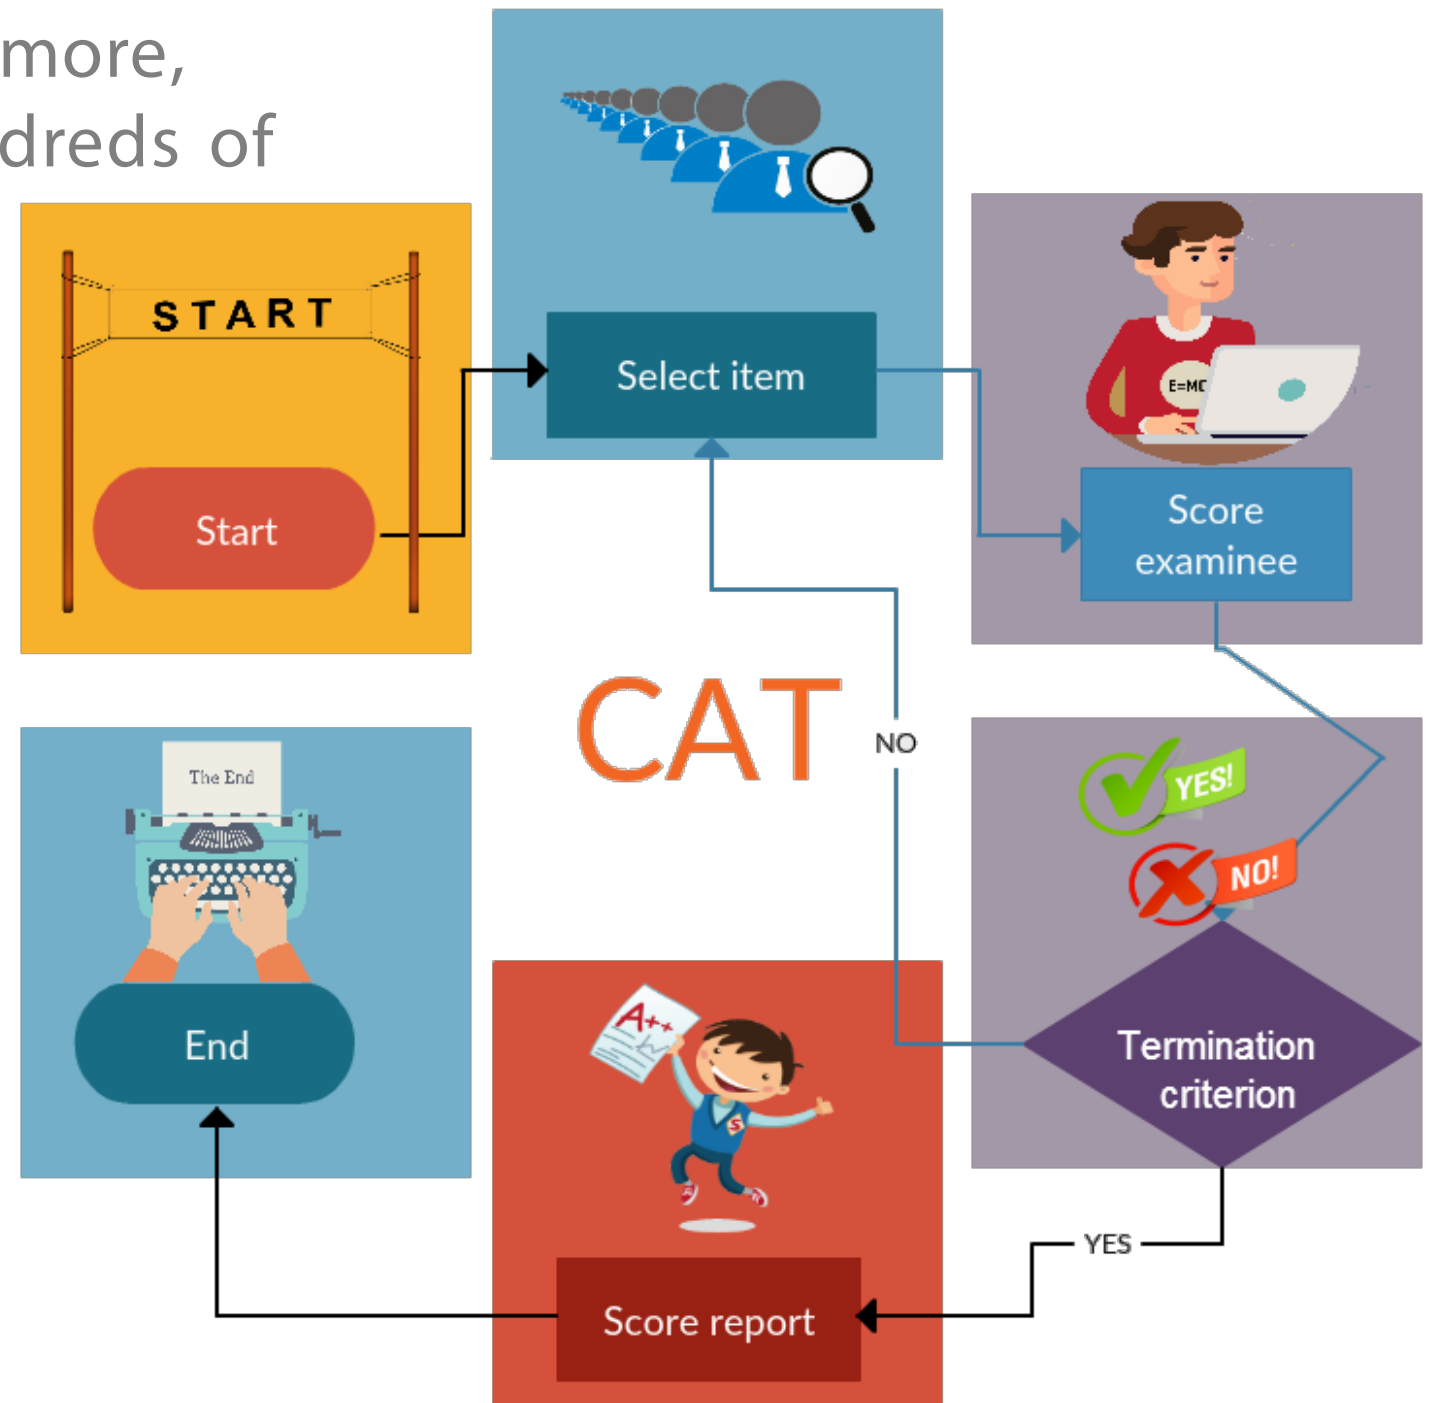 more,
dreds of
START
Start
Select item
E=MC
Score
examinee
CAT
NO
YES!
NO!
The End
End
A++
S
Termination
criterion
YES
Score report